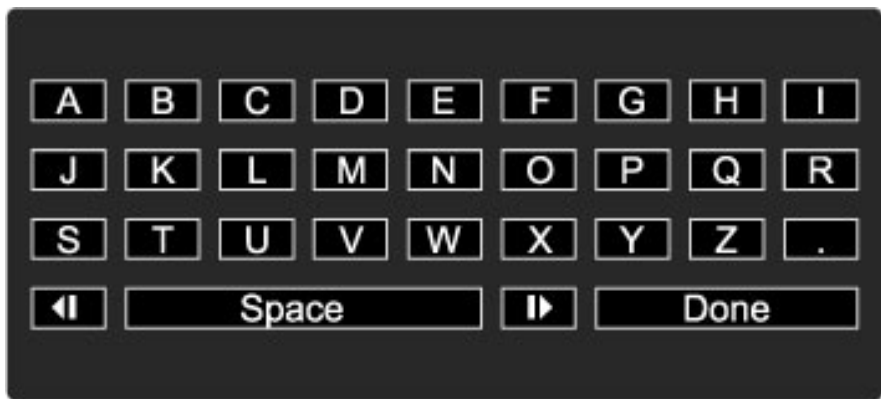 A B C D E F G H I
J K L M N O P Q R
S T U V W X Y Z .
Space Done